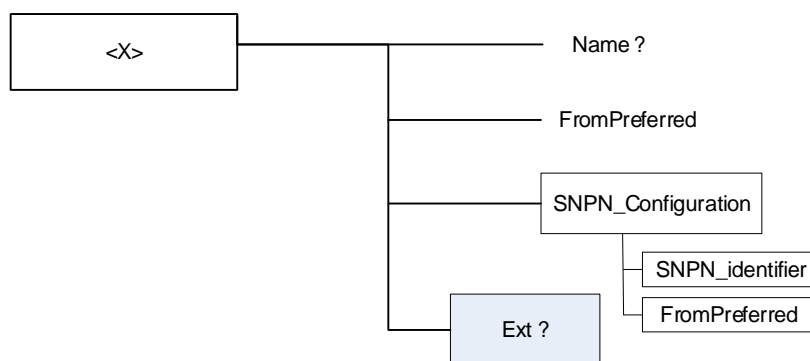 <X>
Name ?
FromPreferred
SNPN_Configuration
SNPN_identifier
FromPreferred
Ext ?